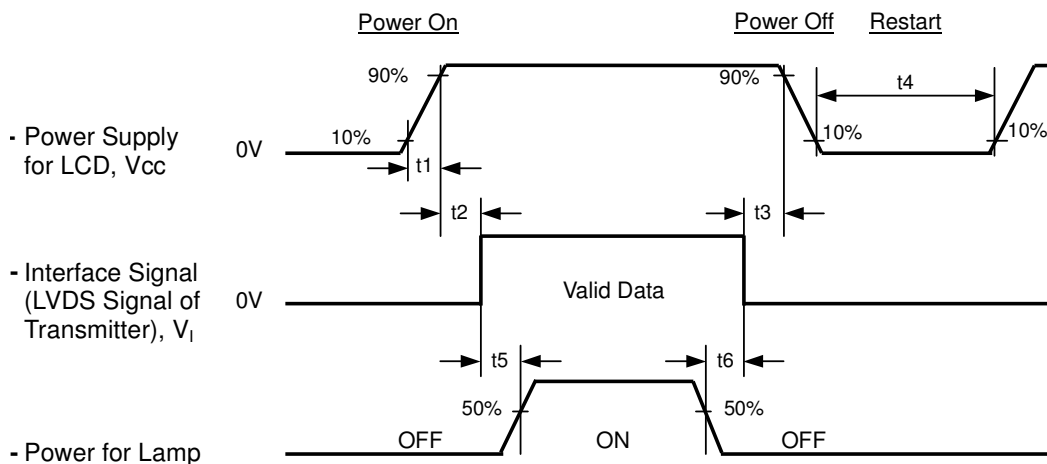 Power On
Power Off
Restart
90%
90%
t4
- Power Supply
for LCD, Vcc
0V
10%
10%
10%
t1
t2
t3
- Interface Signal
(LVDS Signal of
Transmitter), VI
0V
Valid Data
t5
t6
50%
50%
- Power for Lamp
OFF
ON
OFF